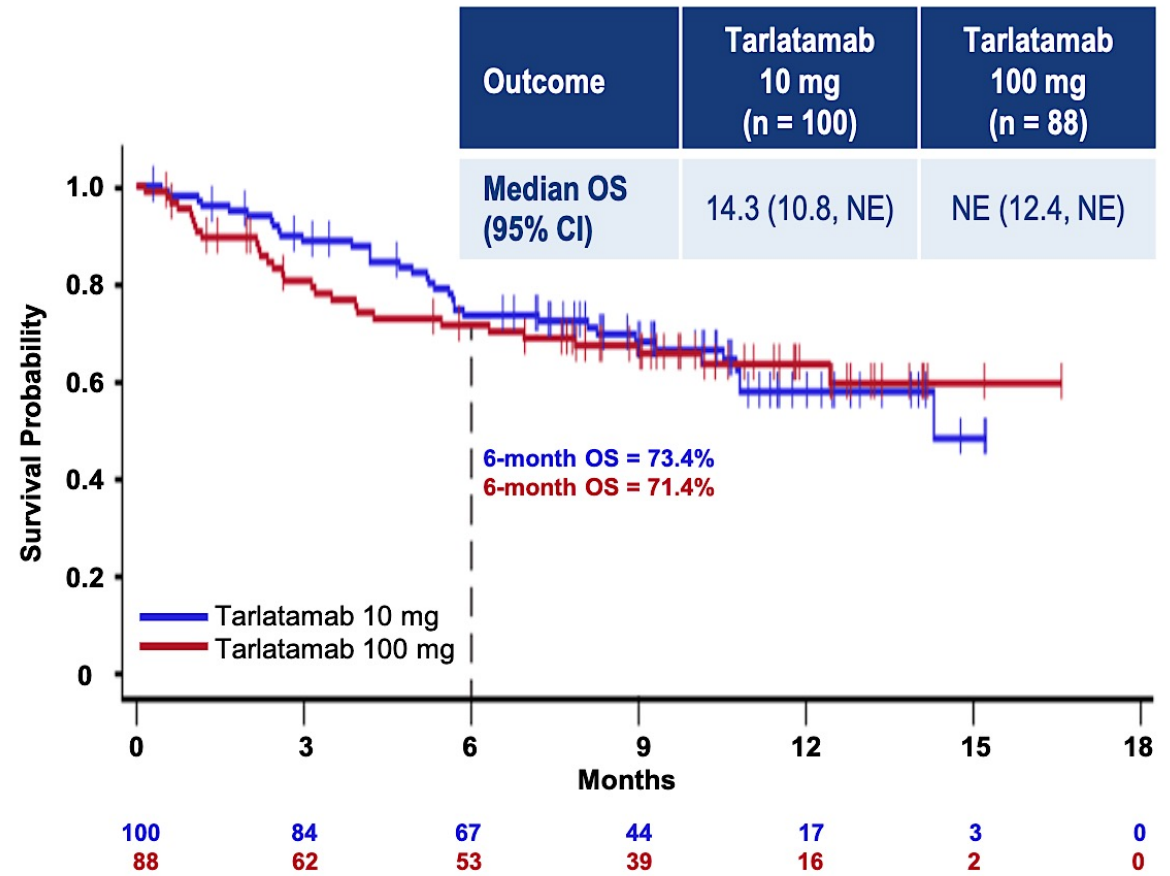 Outcome
Tarlatamab
10 mg
(n = 100)
Tarlatamab
100 mg
(n = 88)
Median OS
(95% CI)
14.3 (10.8, NE)
NE (12.4, NE)
Survival Probability
1.0
0.8
0.6
0.4
0.2
0
6-month OS = 73.4%
6-month OS = 71.4%
Tarlatamab 10 mg
Tarlatamab 100 mg
0 3 6 9 12 15 18
Months
100 84 67 44 17 3 0
88 62 53 39 16 2 0